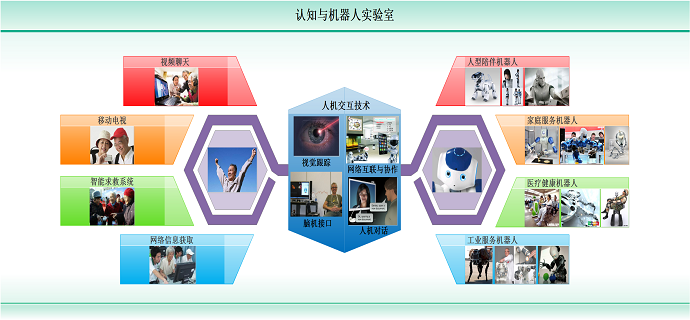 认知与机器人实验室
视频聊天
移动电视
智能求救系统
网络信息获取
人机交互技术
视觉跟踪
网络互联与协作
脑机接口
人机对话
人型陪伴机器人
家庭服务机器人
医疗健康机器人
工业服务机器人